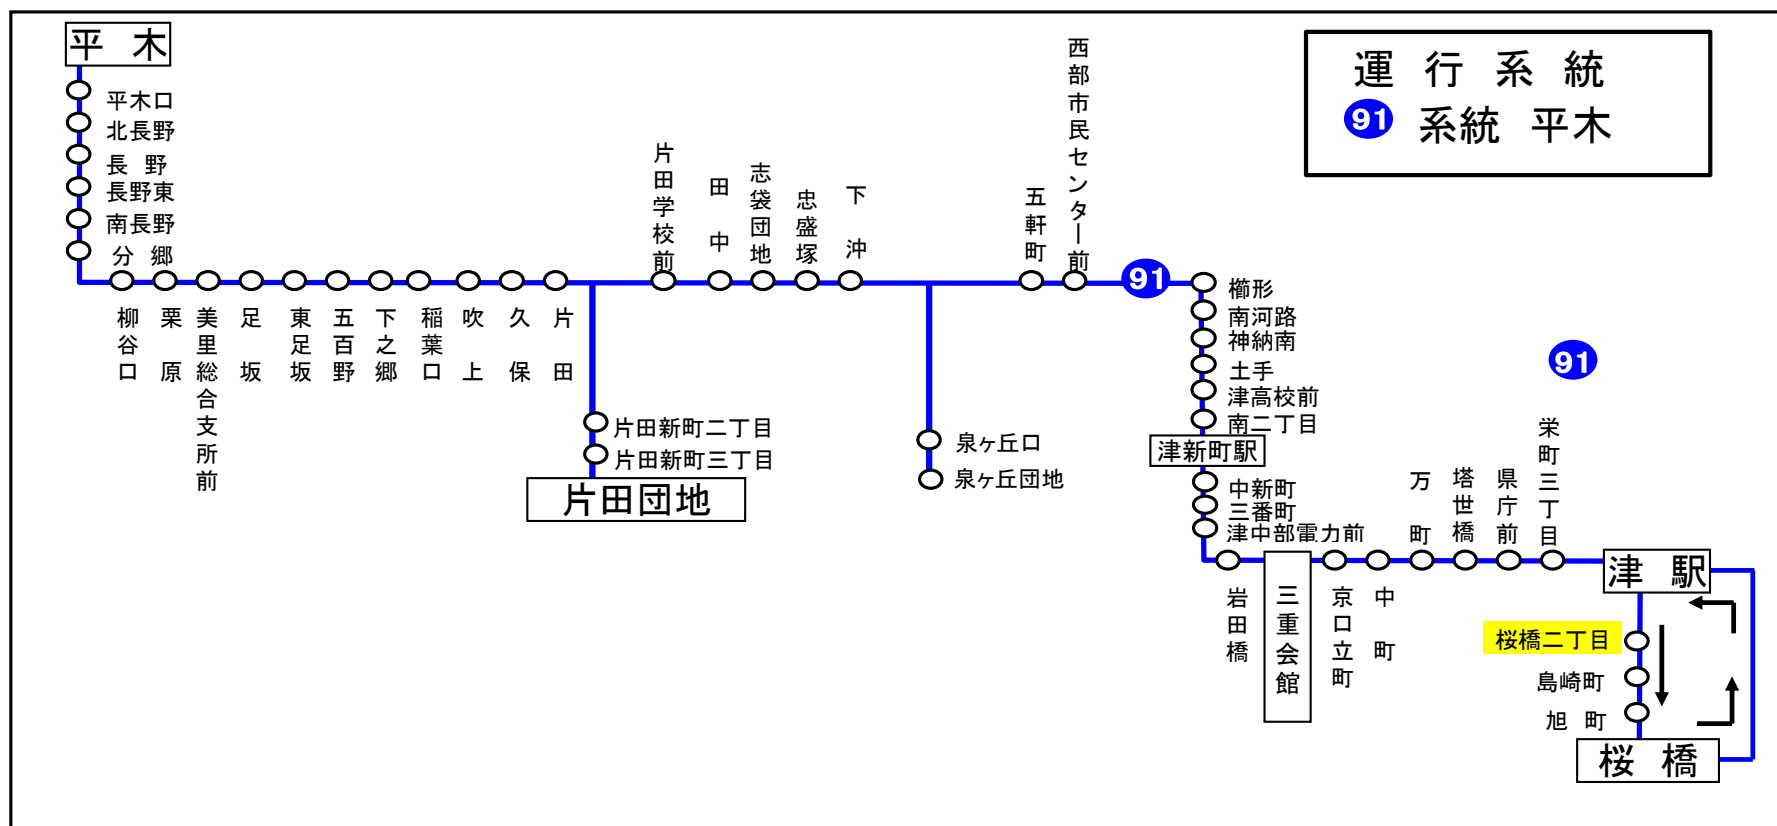 平 木
運 行 系 統
91 系統 平木
平木口
北長野
長 野
長野東
南長野
分 郷
柳谷口
栗原
美里総合支所前
足坂
東足坂
五百野
下之郷
稲葉口
吹上
久保
片田
片田新町二丁目
片田新町三丁目
片田団地
片田学校前
田中
志袋団地
忠盛塚
下沖
泉ヶ丘口
泉ヶ丘団地
五軒町
西部市民センター前
91
櫛形
南河路
神納南
土手
津高校前
南二丁目
津新町駅
中新町
三番町
津中部電力前
岩田橋
三重会館
京口立町
中町
万町
塔世橋
県庁前
栄町三丁目
91
津 駅
桜橋二丁目
島崎町
旭 町
桜 橋